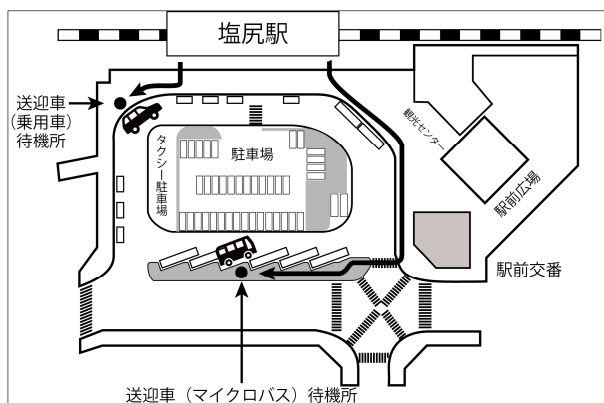 塩尻駅
送迎車
（乗用車）
待機所
タクシー駐車場
駐車場
観光センター
駅前広場
駅前交番
送迎車（マイクロバス）待機所